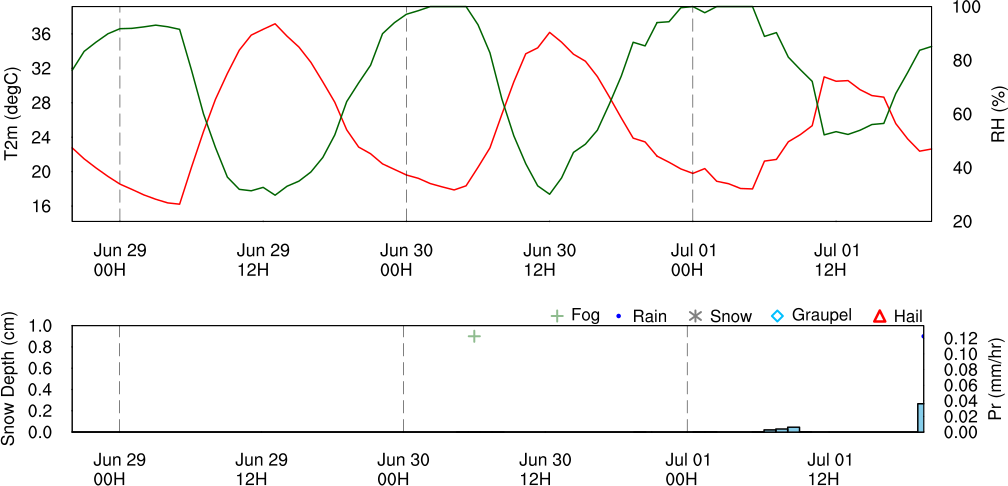 T2m (degC)
36
32
28
24
20
16
100
80
60
40
20
RH (%)
Jun 29 Jun 29 Jun 30 Jun 30 Jul 01 Jul 01
00H 12H 00H 12H 00H 12H
Fog Rain Snow Graupel Hail
Snow Depth (cm)
1.0
0.8
0.6
0.4
0.2
0.0
0.12
0.10
0.08
0.06
0.04
0.02
0.00
Pr (mm/hr)
Jun 29 Jun 29 Jun 30 Jun 30 Jul 01 Jul 01
00H 12H 00H 12H 00H 12H